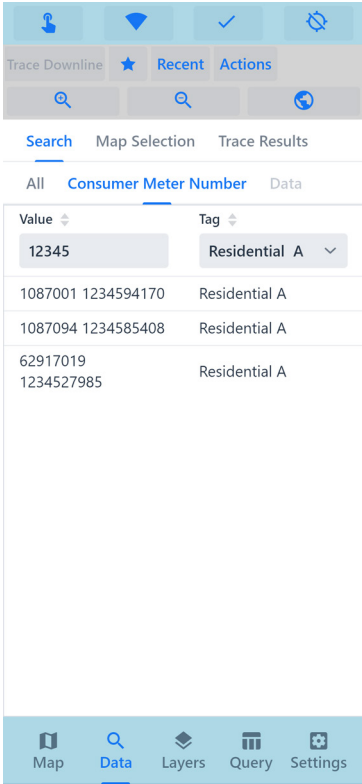 Trace Downline Recent Actions
Search Map Selection Trace Results
All Consumer Meter Number Data
Value Tag
12345 Residential A
1087001 1234594170 Residential A
1087094 1234585408 Residential A
62917019
1234527985 Residential A
Map Data Layers Query Settings